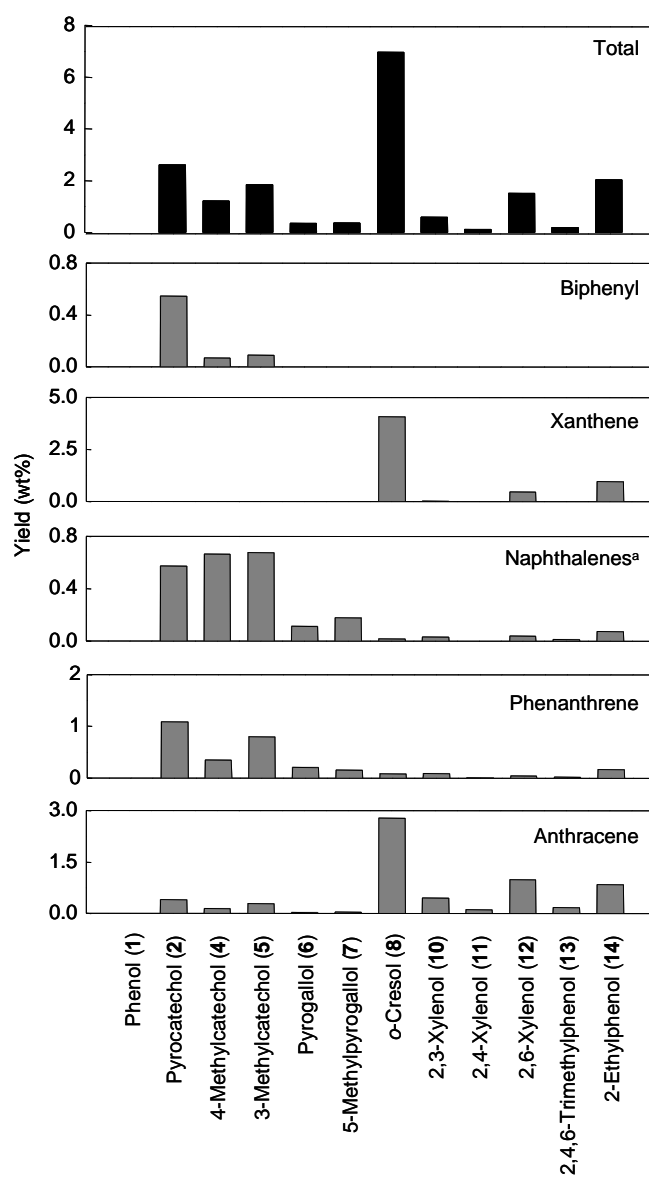 8
6
4
2
0
Total
0.8
0.4
0.0
Biphenyl
5.0
2.5
0.0
Xanthene
Yield (wt%)
0.8
0.4
0.0
Naphthalenesᵃ
2
1
0
Phenanthrene
3.0
1.5
0.0
Anthracene
Phenol (1)
Pyrocatechol (2)
4-Methylcatechol (4)
3-Methylcatechol (5)
Pyrogallol (6)
5-Methylpyrogallol (7)
o-Cresol (8)
2,3-Xylenol (10)
2,4-Xylenol (11)
2,6-Xylenol (12)
2,4,6-Trimethylphenol (13)
2-Ethylphenol (14)